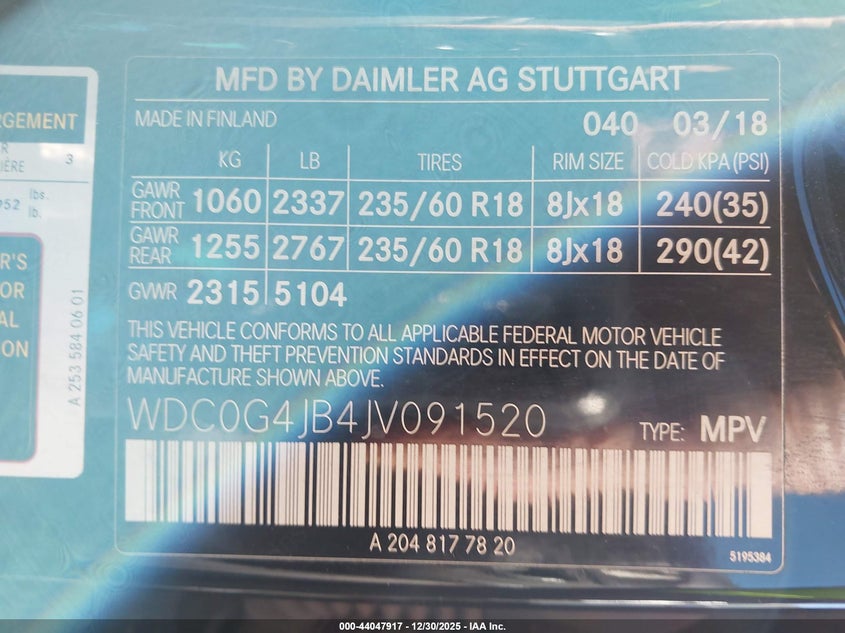 MFD BY DAIMLER AG STUTTGART
MADE IN FINLAND 040 03/18
KG LB TIRES RIM SIZE COLD KPA(PSI)
GAWR FRONT 1060 2337 235/60 R18 8Jx18 240(35)
GAWR REAR 1255 2767 235/60 R18 8Jx18 290(42)
GVWR 2315 5104
THIS VEHICLE CONFORMS TO ALL APPLICABLE FEDERAL MOTOR VEHICLE
SAFETY AND THEFT PREVENTION STANDARDS IN EFFECT ON THE DATE OF
MANUFACTURE SHOWN ABOVE.
WDC0G4JB4JV091520 TYPE: MPV
A 204 817 78 20
5195384
3
lbs.
lb.
ON
A 253 584 06 01
000-44047917 - 12/30/2025 - IAA Inc.